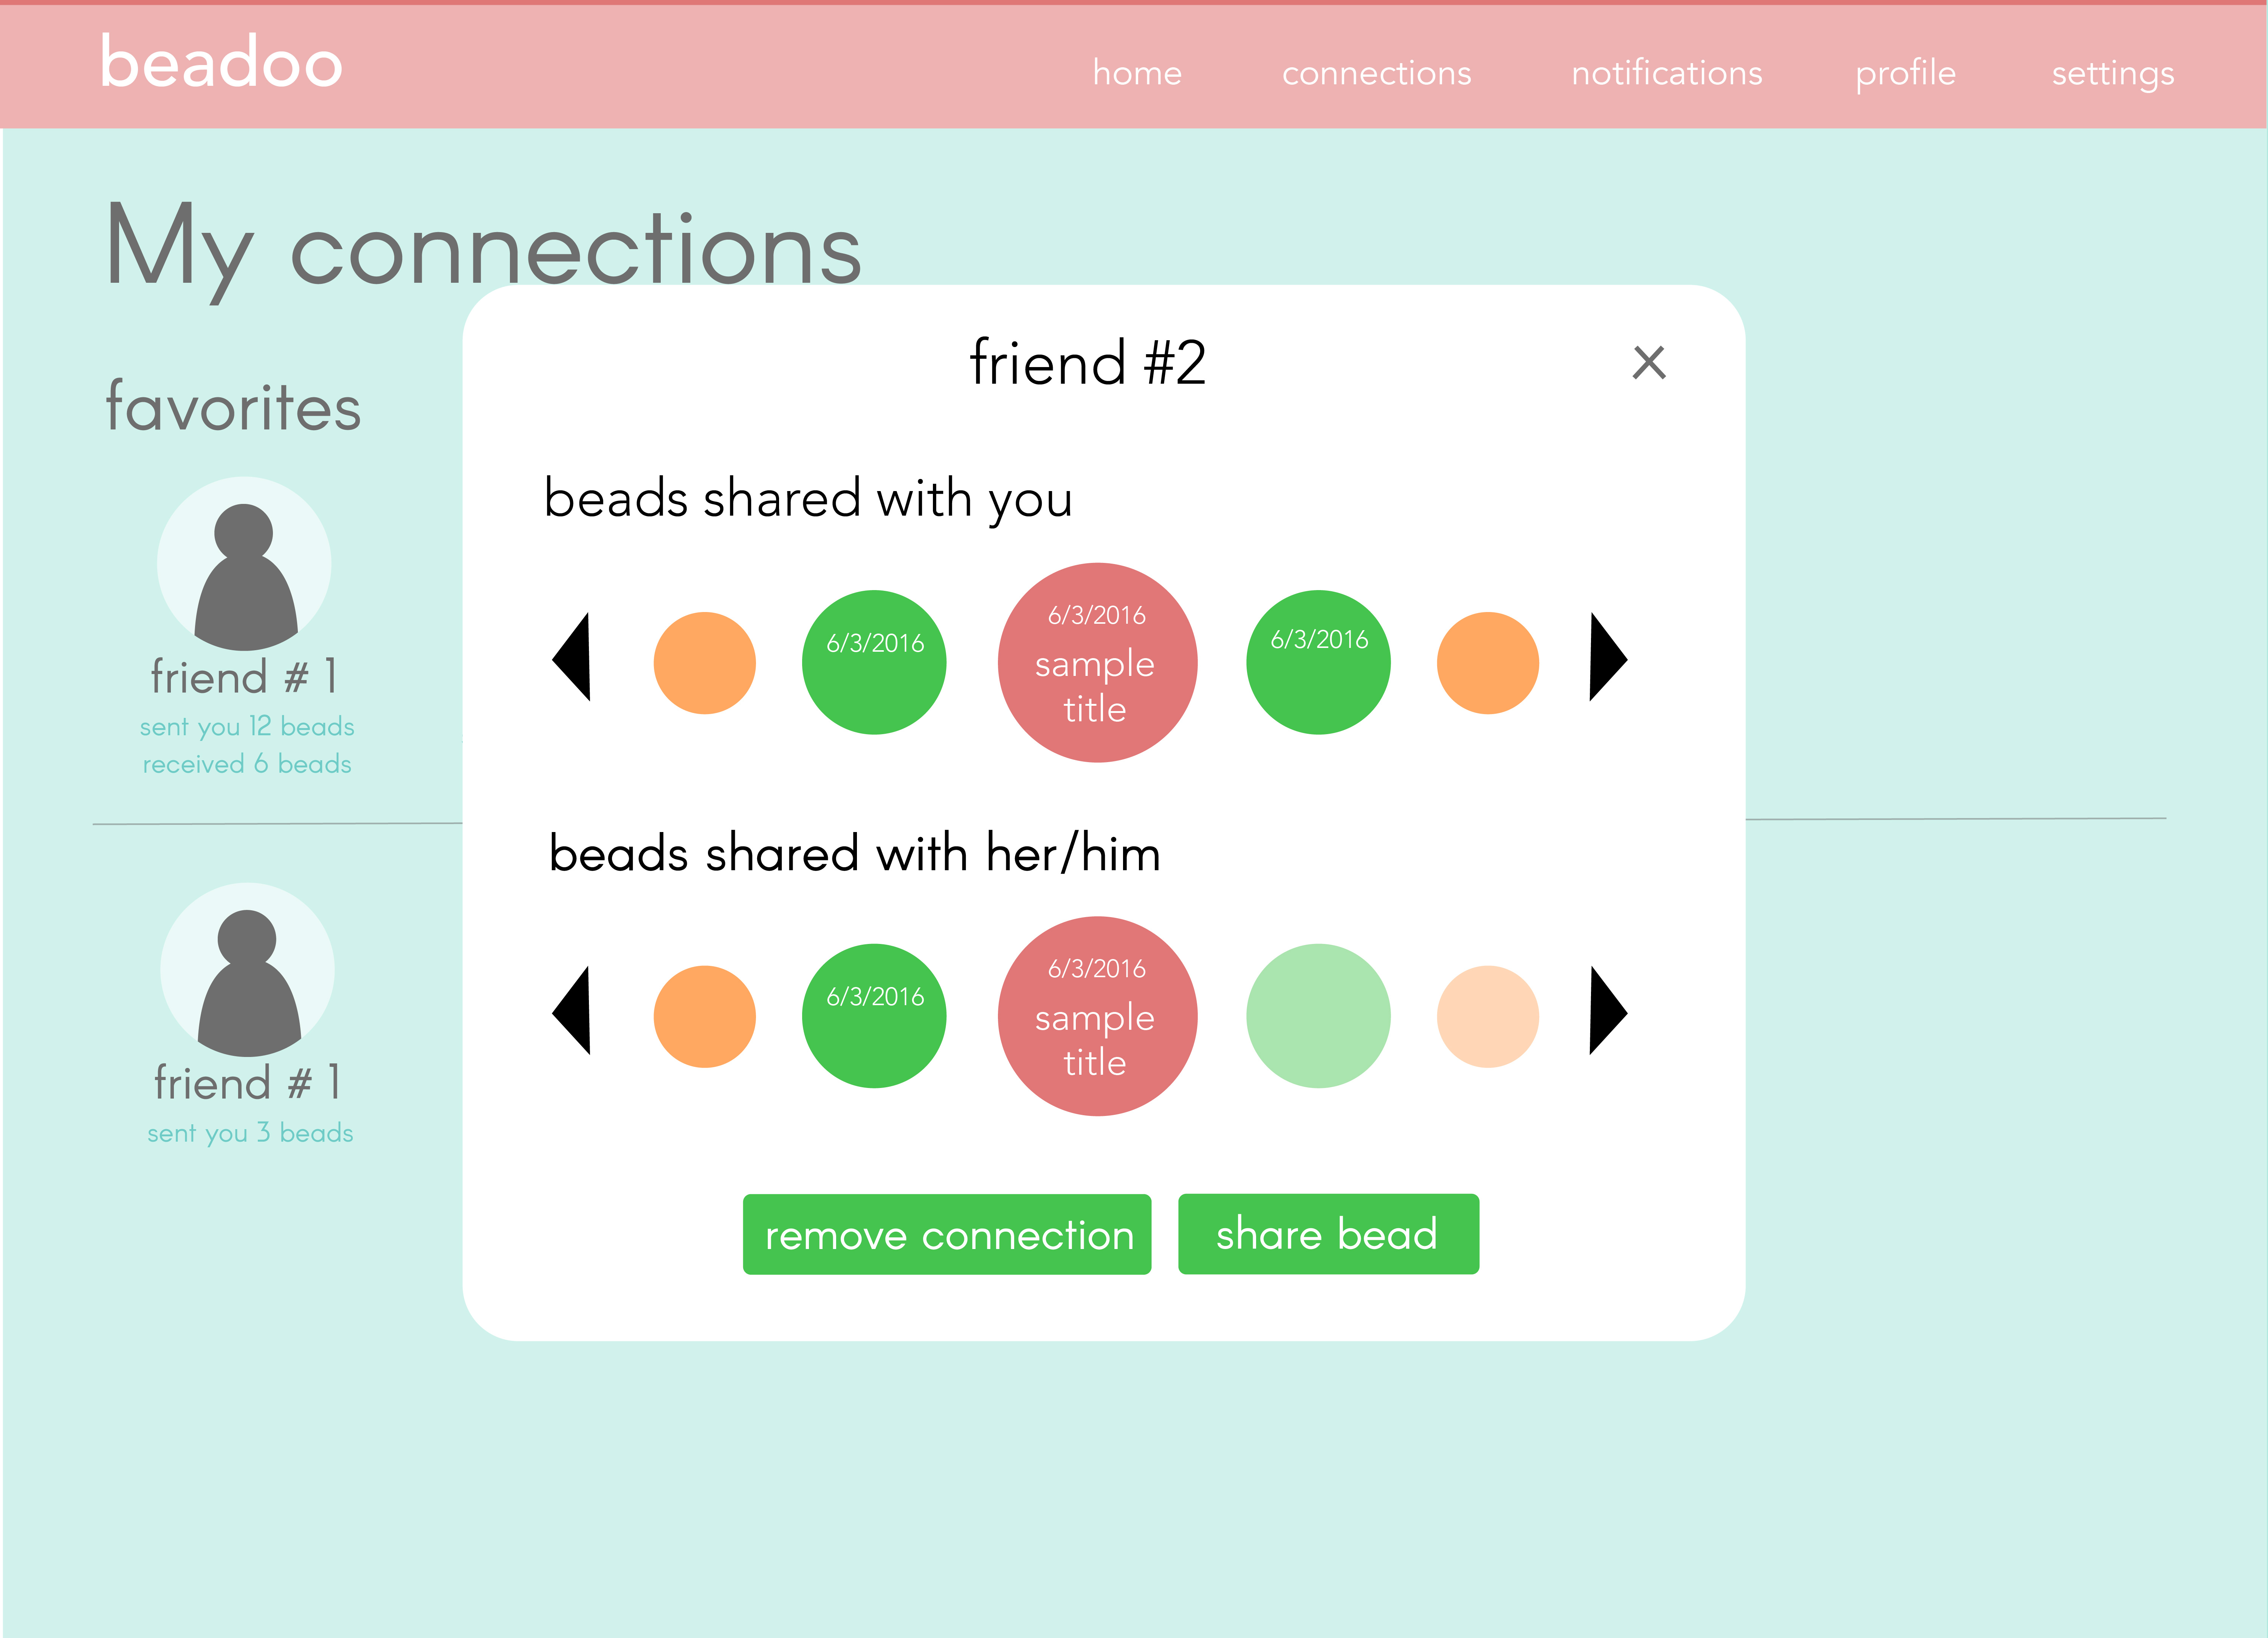 beadoo
home connections notifications profile settings
My connections
favorites
friend # 1
sent you 12 beads
received 6 beads
friend # 1
sent you 3 beads
friend #2
beads shared with you
6/3/2016
6/3/2016
sample
title
6/3/2016
beads shared with her/him
6/3/2016
6/3/2016
sample
title
remove connection
share bead